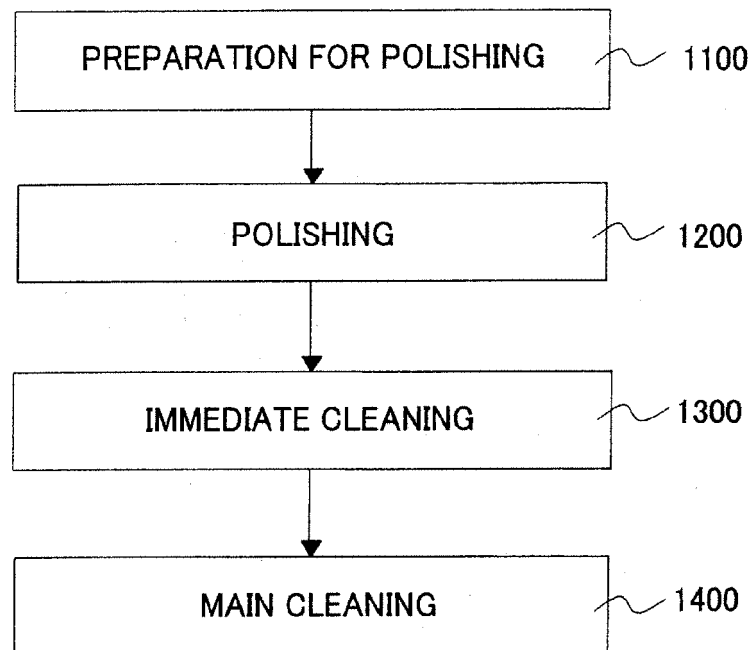 PREPARATION FOR POLISHING 1100
POLISHING 1200
IMMEDIATE CLEANING 1300
MAIN CLEANING 1400